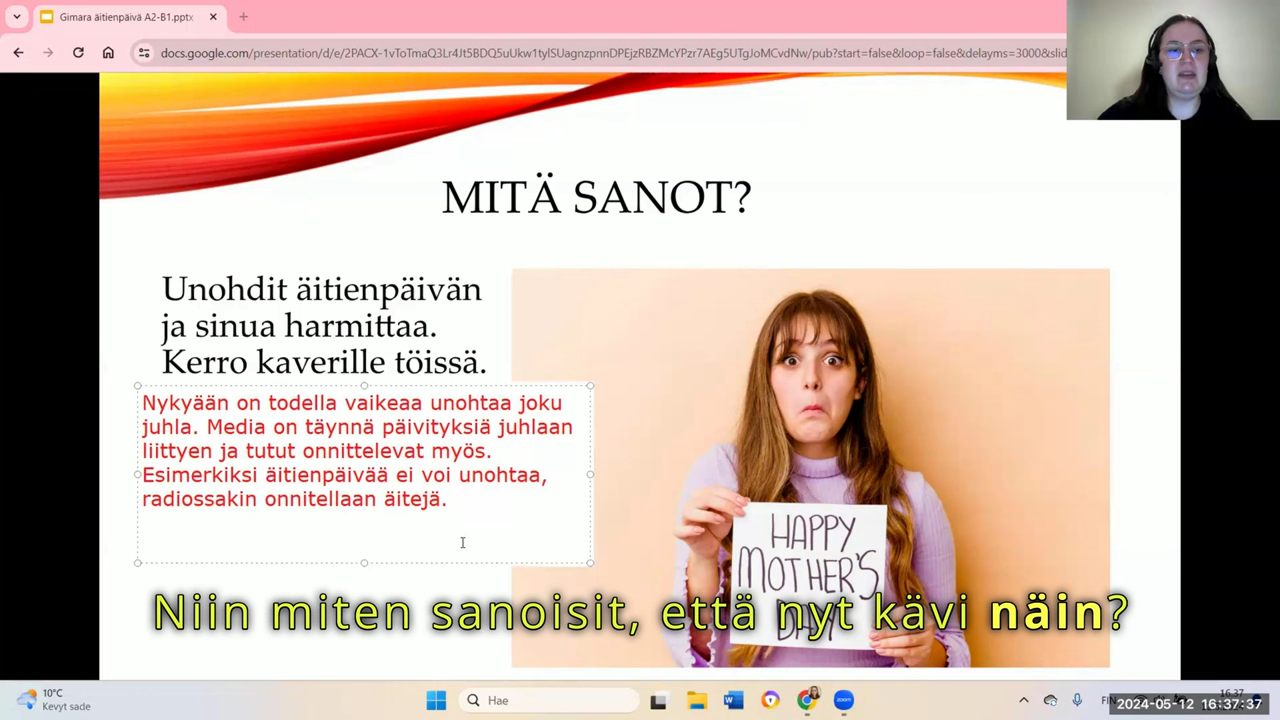 Gimara äitienpäivä A2-B1.pptx
docs.google.com/presentation/d/e/2PACX-1vToTmaQ3Lr4Jt5BDQ5uUkw1tylSUagnzpnnDPEjzRBZMcYPzr7AEg5UTgJoMCvdNw/pub?start=false&loop=false&delayms=3000&slid
MITÄ SANOT?
Unohdit äitienpäivän
ja sinua harmittaa.
Kerro kaverille töissä.
Nykyään on todella vaikeaa unohtaa joku
juhla. Media on täynnä päivityksiä juhlaan
liittyen ja tutut onnittelevat myös.
Esimerkiksi äitienpäivää ei voi unohtaa,
radiossakin onnitellaan äitejä.
HAPPY
MOTHER'S
DAY
Niin miten sanoisit, että nyt kävi näin?
10°C
Kevyt sade
Hae
FIN
16.37
2024-05-12 16:37:37